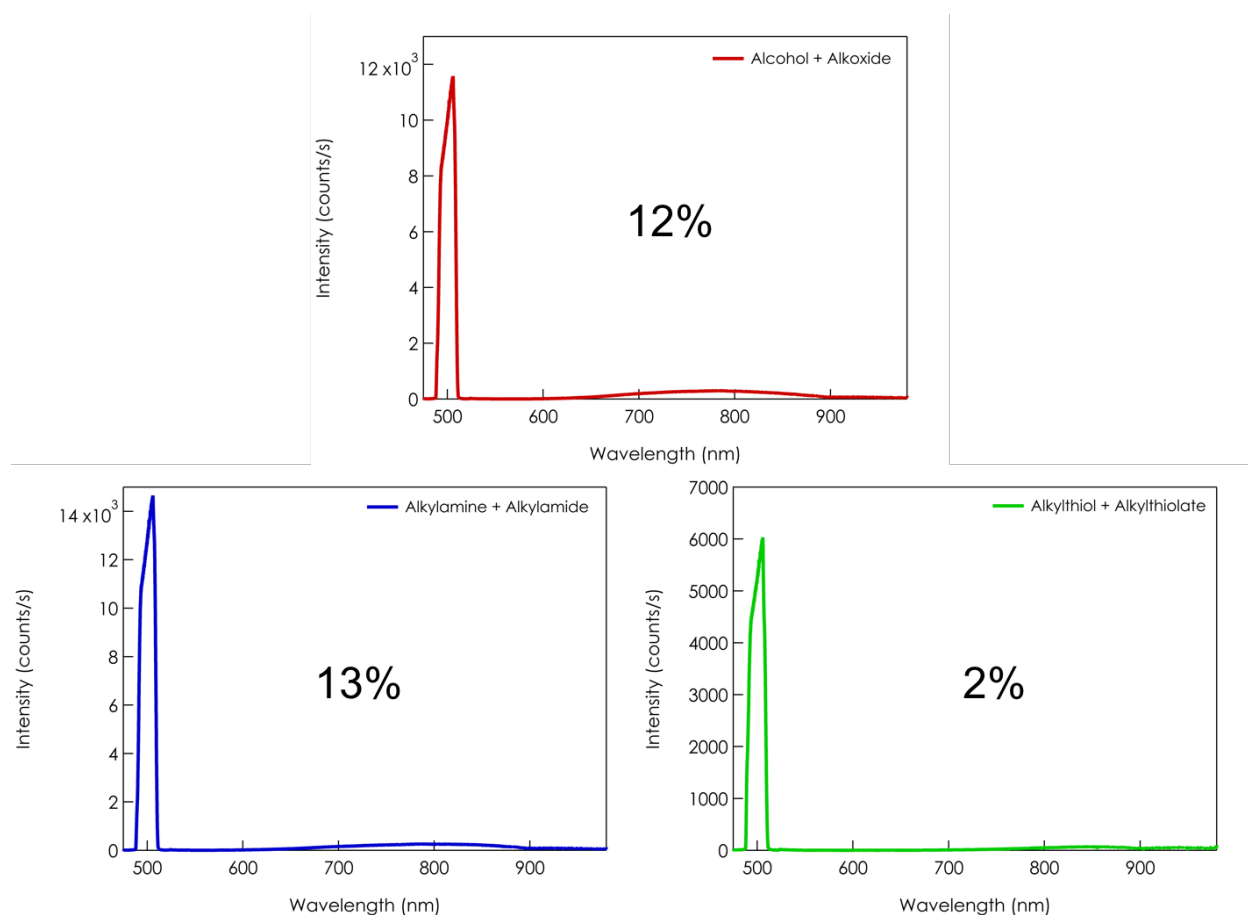 12 x10³
10
8
6
4
2
0
Intensity (counts/s)
Alcohol + Alkoxide
12%
500 600 700 800 900
Wavelength (nm)
14 x10³
12
10
8
6
4
2
0
Intensity (counts/s)
Alkylamine + Alkylamide
13%
500 600 700 800 900
Wavelength (nm)
7000
6000
5000
4000
3000
2000
1000
0
Intensity (counts/s)
Alkylthiol + Alkylthiolate
2%
500 600 700 800 900
Wavelength (nm)